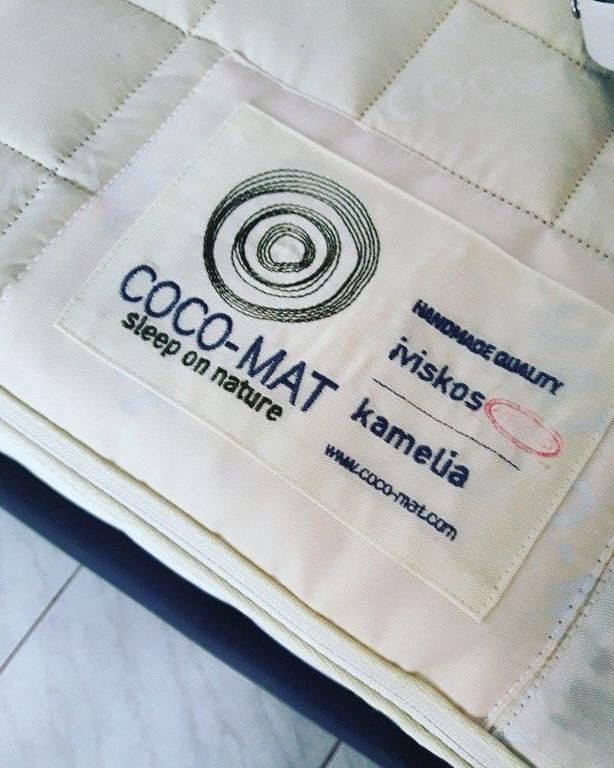 COCO-MAT
sleep on nature
HANDMADE QUALITY
iviskos
kamelia
www.coco-mat.com